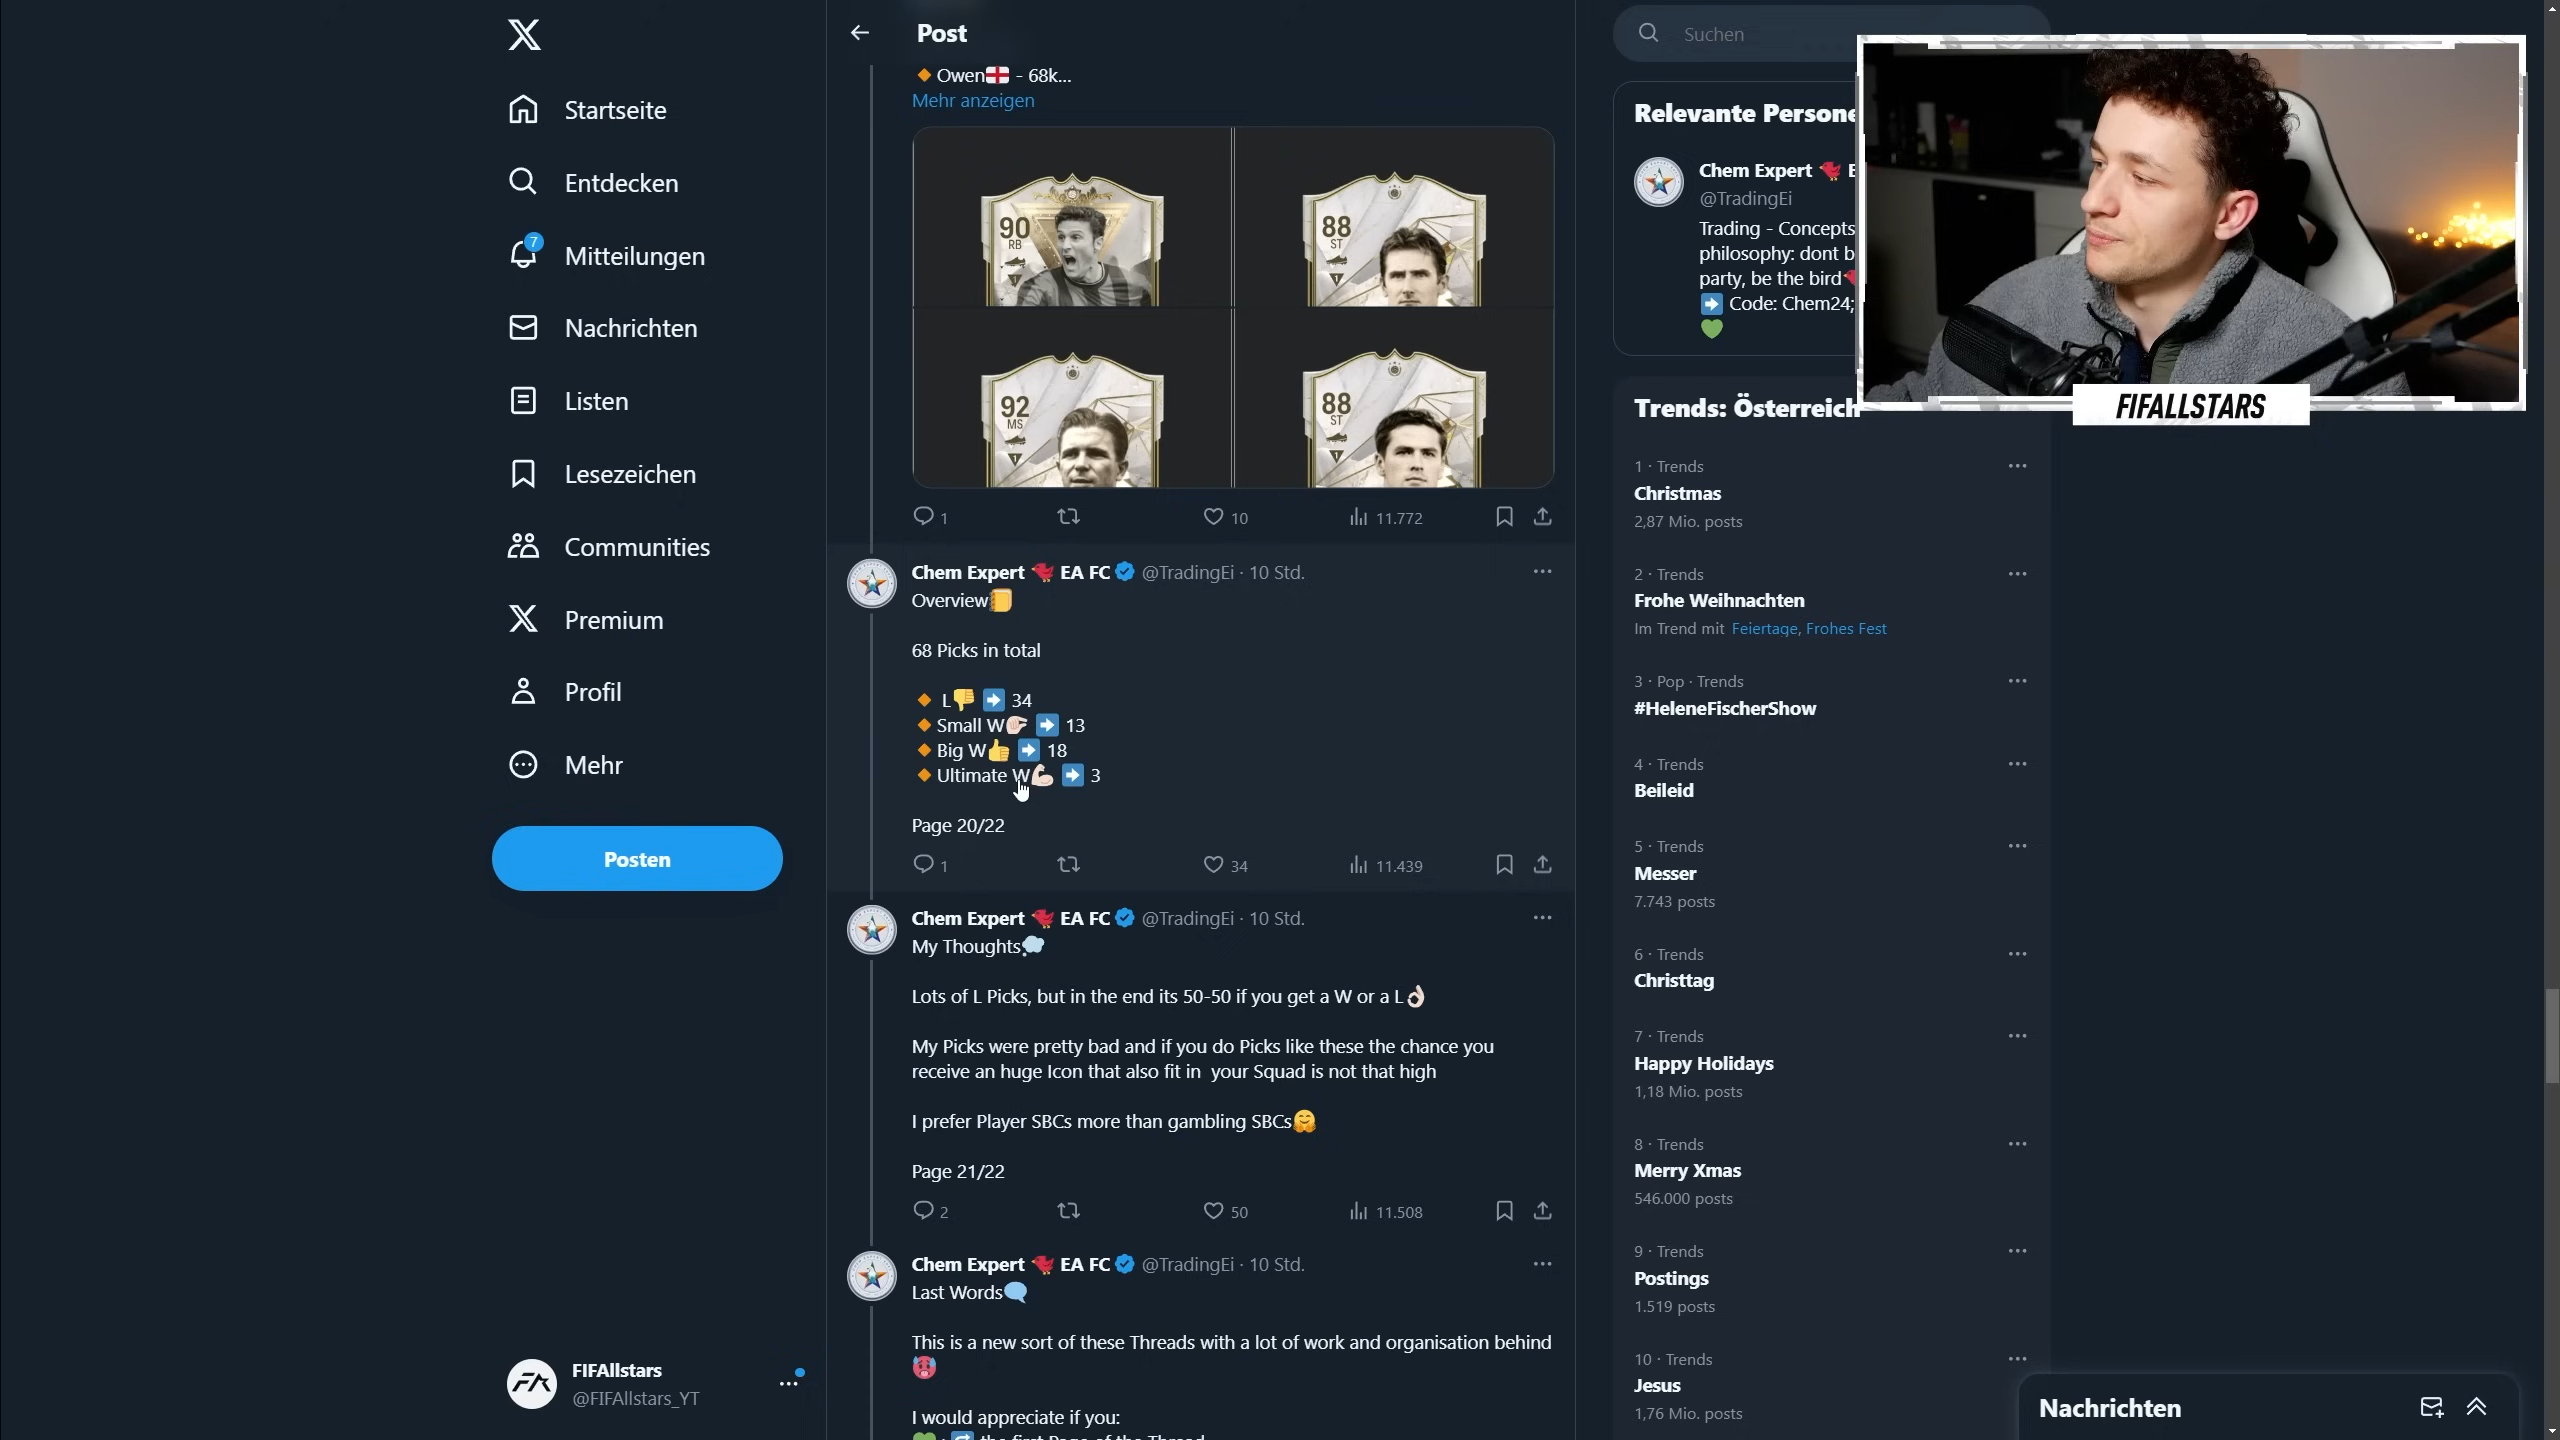 Startseite
Entdecken
7
Mitteilungen
Nachrichten
Listen
Lesezeichen
Communities
Premium
Profil
Mehr
Posten
FIFAllstars
@FIFAllstars_YT
Post
Owen - 68k...
Mehr anzeigen
90
RB
88
ST
92
MS
88
ST
1
10
11.772
Chem Expert EA FC @TradingEi · 10 Std.
Overview
68 Picks in total
L 34
Small W 13
Big W 18
Ultimate W 3
Page 20/22
1
34
11.439
Chem Expert EA FC @TradingEi · 10 Std.
My Thoughts
Lots of L Picks, but in the end its 50-50 if you get a W or a L
My Picks were pretty bad and if you do Picks like these the chance you
receive an huge Icon that also fit in your Squad is not that high
I prefer Player SBCs more than gambling SBCs
Page 21/22
2
50
11.508
Chem Expert EA FC @TradingEi · 10 Std.
Last Words
This is a new sort of these Threads with a lot of work and organisation behind
I would appreciate if you:
the first Page of the Thread
Suchen
Relevante Persone
Chem Expert E
@TradingEi
Trading - Concepts
philosophy: dont b
party, be the bird
Code: Chem24;
FIFALLSTARS
Trends: Österreich
1 · Trends
Christmas
2,87 Mio. posts
2 · Trends
Frohe Weihnachten
Im Trend mit Feiertage, Frohes Fest
3 · Pop · Trends
#HeleneFischerShow
4 · Trends
Beileid
5 · Trends
Messer
7.743 posts
6 · Trends
Christtag
7 · Trends
Happy Holidays
1,18 Mio. posts
8 · Trends
Merry Xmas
546.000 posts
9 · Trends
Postings
1.519 posts
10 · Trends
Jesus
1,76 Mio. posts
Nachrichten